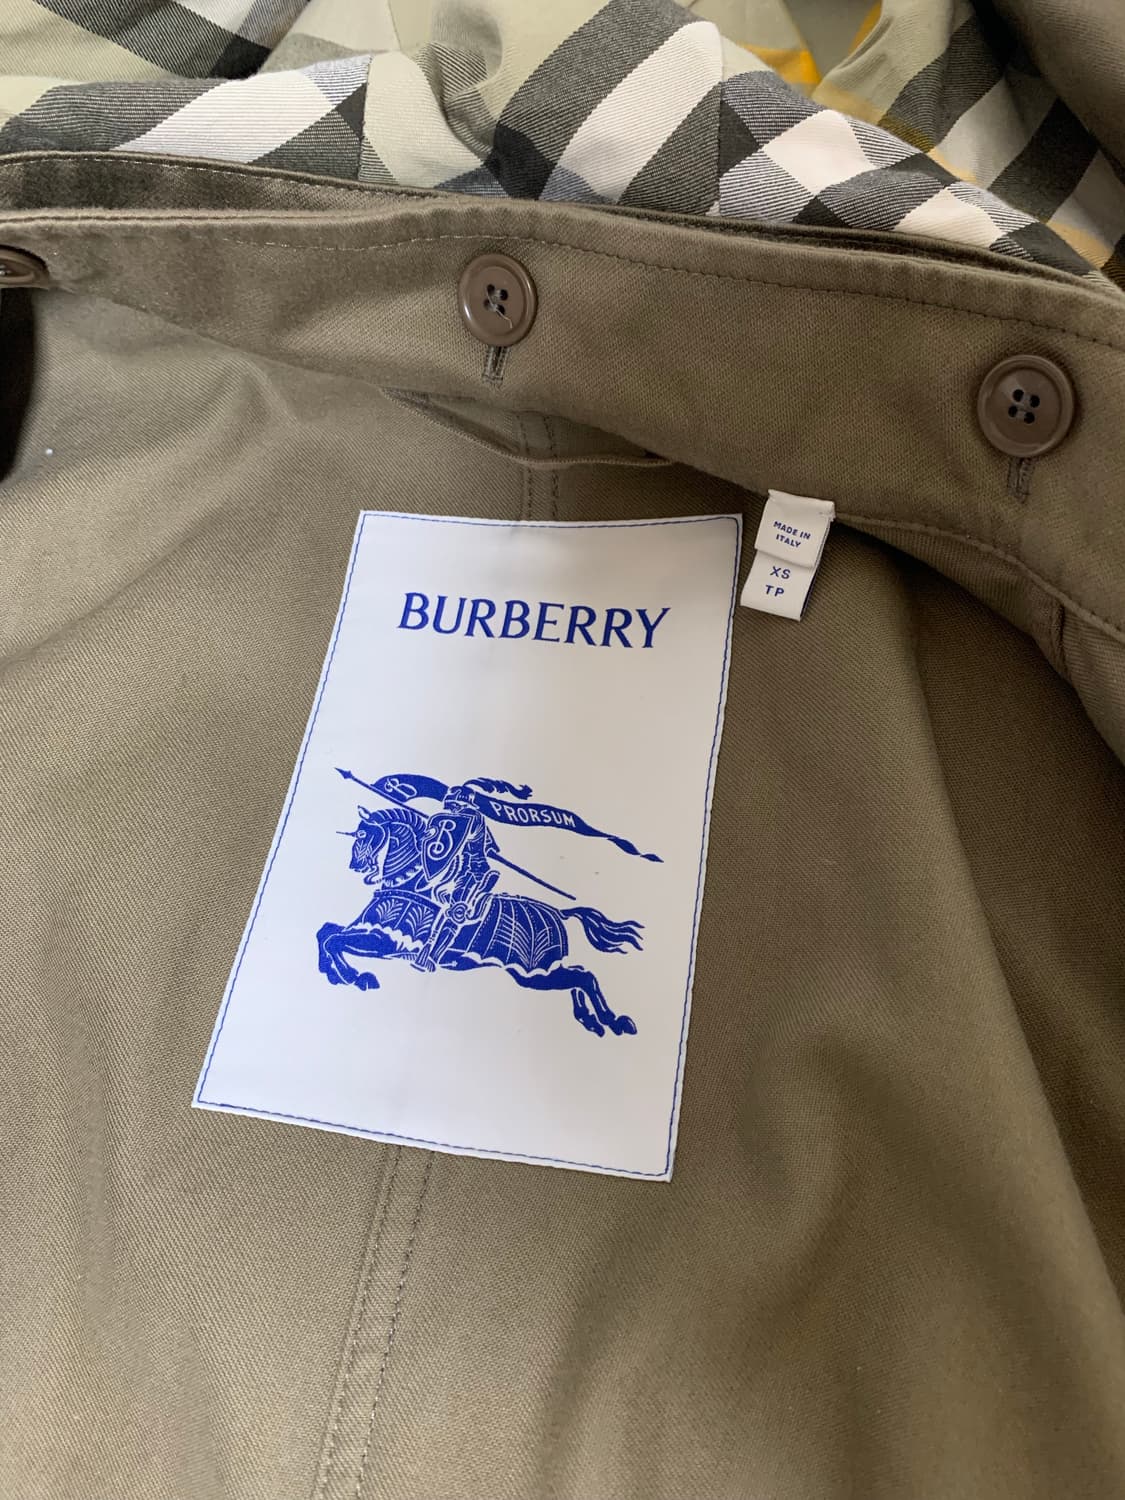 MADE IN
ITALY
XS
TP
BURBERRY
B PRORSUM
B